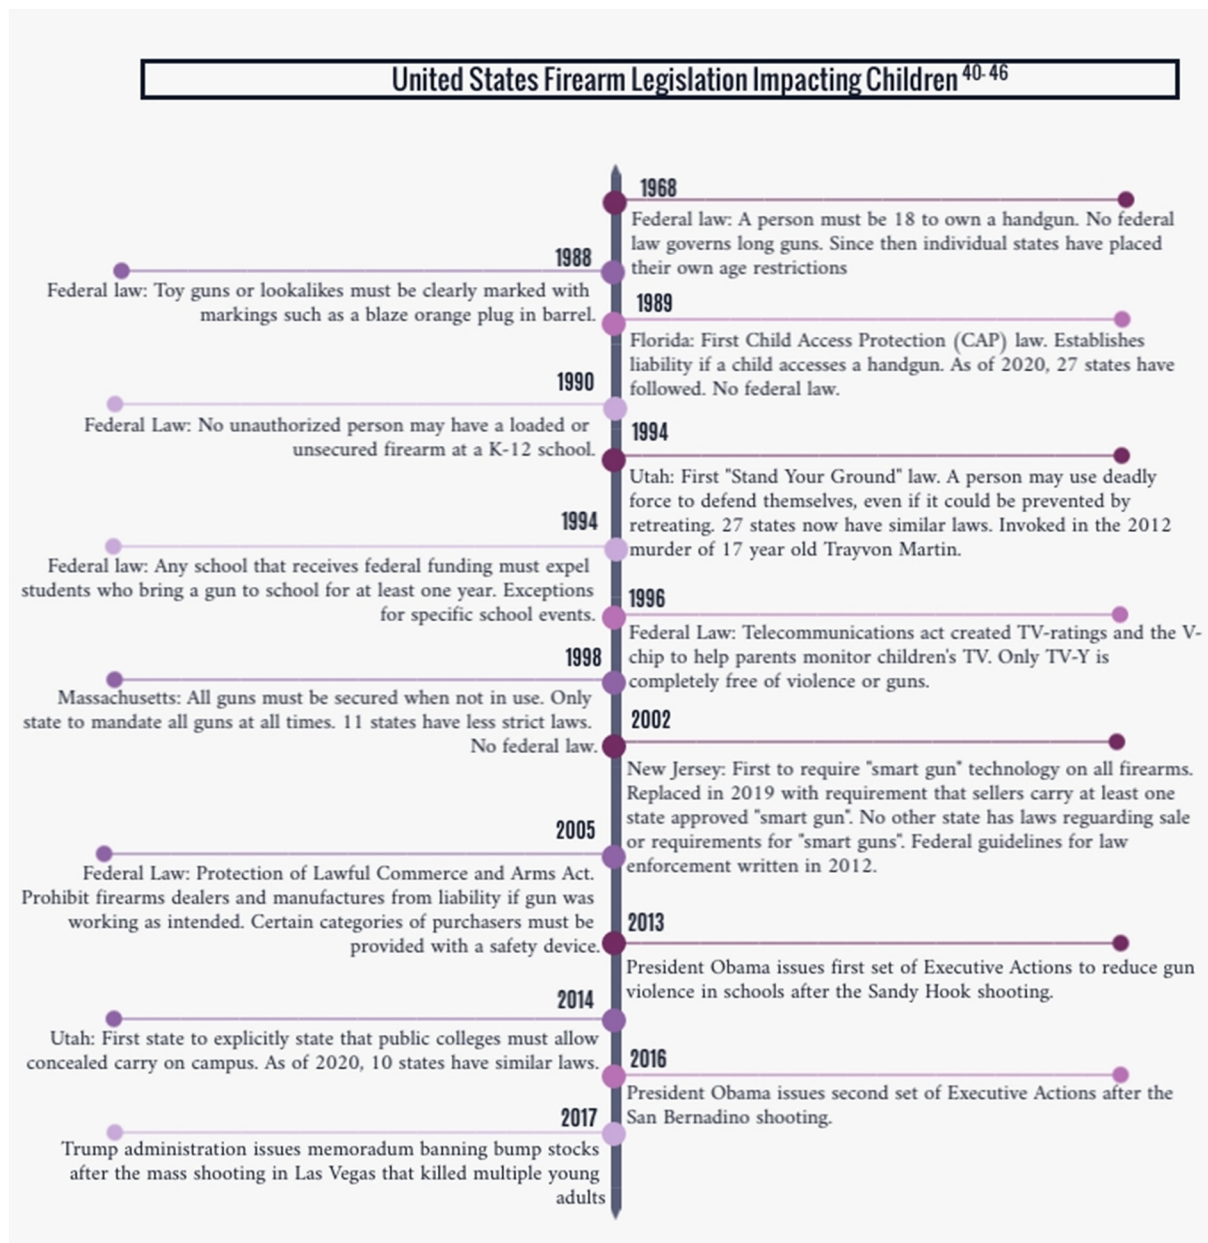 United States Firearm Legislation Impacting Children 40-46
1968
Federal law: A person must be 18 to own a handgun. No federal
law governs long guns. Since then individual states have placed
their own age restrictions
1988
Federal law: Toy guns or lookalikes must be clearly marked with
markings such as a blaze orange plug in barrel.
1989
Florida: First Child Access Protection (CAP) law. Establishes
liability if a child accesses a handgun. As of 2020, 27 states have
followed. No federal law.
1990
Federal Law: No unauthorized person may have a loaded or
unsecured firearm at a K-12 school.
1994
Utah: First "Stand Your Ground" law. A person may use deadly
force to defend themselves, even if it could be prevented by
retreating. 27 states now have similar laws. Invoked in the 2012
murder of 17 year old Trayvon Martin.
1994
Federal law: Any school that receives federal funding must expel
students who bring a gun to school for at least one year. Exceptions
for specific school events.
1996
Federal Law: Telecommunications act created TV-ratings and the V-
chip to help parents monitor children's TV. Only TV-Y is
completely free of violence or guns.
1998
Massachusetts: All guns must be secured when not in use. Only
state to mandate all guns at all times. 11 states have less strict laws.
No federal law.
2002
New Jersey: First to require "smart gun" technology on all firearms.
Replaced in 2019 with requirement that sellers carry at least one
state approved "smart gun". No other state has laws reguarding sale
or requirements for "smart guns". Federal guidelines for law
enforcement written in 2012.
2005
Federal Law: Protection of Lawful Commerce and Arms Act.
Prohibit firearms dealers and manufactures from liability if gun was
working as intended. Certain categories of purchasers must be
provided with a safety device.
2013
President Obama issues first set of Executive Actions to reduce gun
violence in schools after the Sandy Hook shooting.
2014
Utah: First state to explicitly state that public colleges must allow
concealed carry on campus. As of 2020, 10 states have similar laws.
2016
President Obama issues second set of Executive Actions after the
San Bernadino shooting.
2017
Trump administration issues memoradum banning bump stocks
after the mass shooting in Las Vegas that killed multiple young
adults